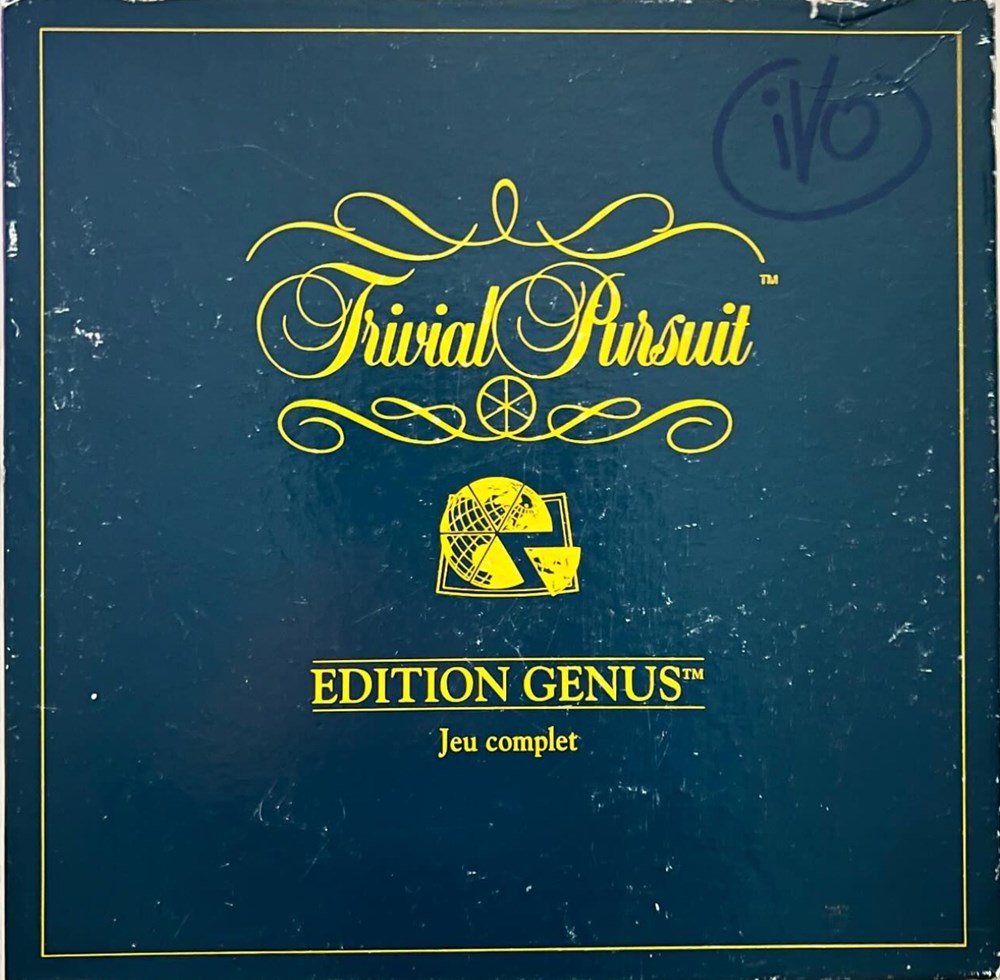 iVo
Trivial Pursuit™
EDITION GENUS™
Jeu complet